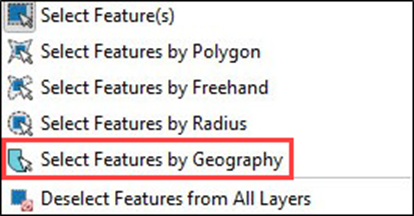 Select Feature(s)
Select Features by Polygon
Select Features by Freehand
Select Features by Radius
Select Features by Geography
Deselect Features from All Layers